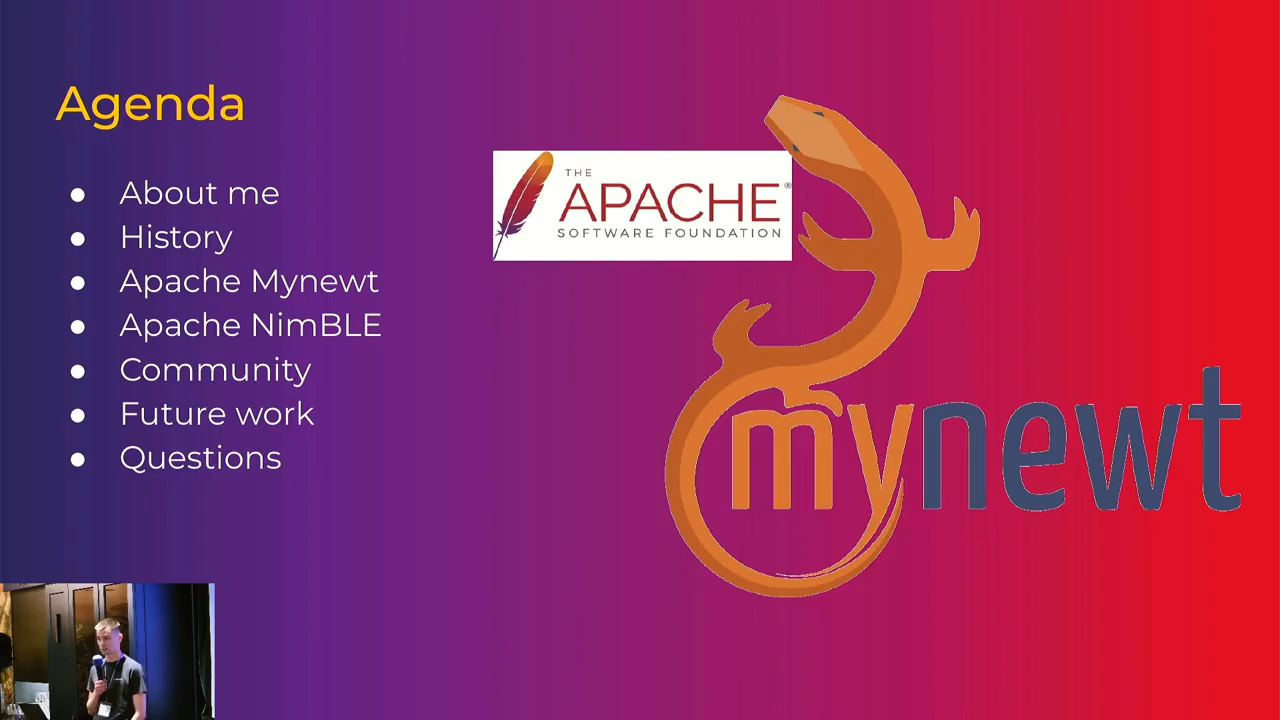 Agenda
● About me
● History
● Apache Mynewt
● Apache NimBLE
● Community
● Future work
● Questions
THE
APACHE®
SOFTWARE FOUNDATION
mynewt